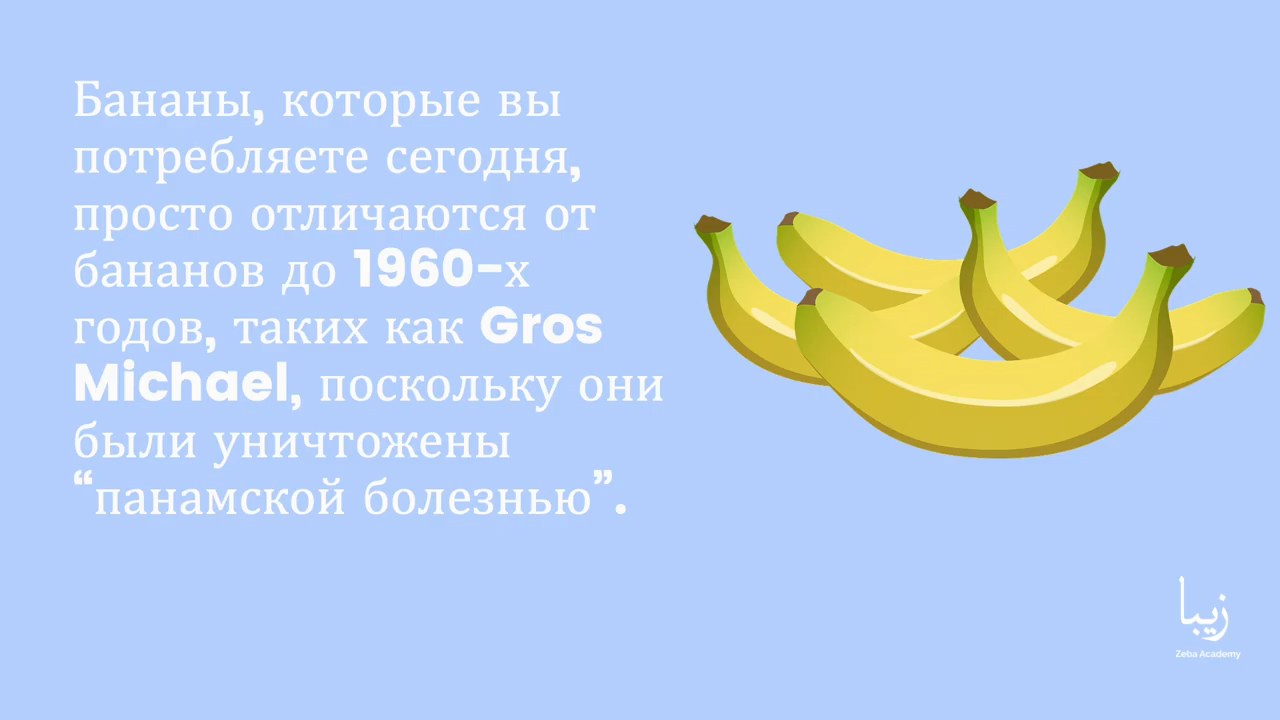 Бананы, которые вы
потребляете сегодня,
просто отличаются от
бананов до 1960-х
годов, таких как Gros
Michael, поскольку они
были уничтожены
“панамской болезнью”.
زیبا
Zeba Academy